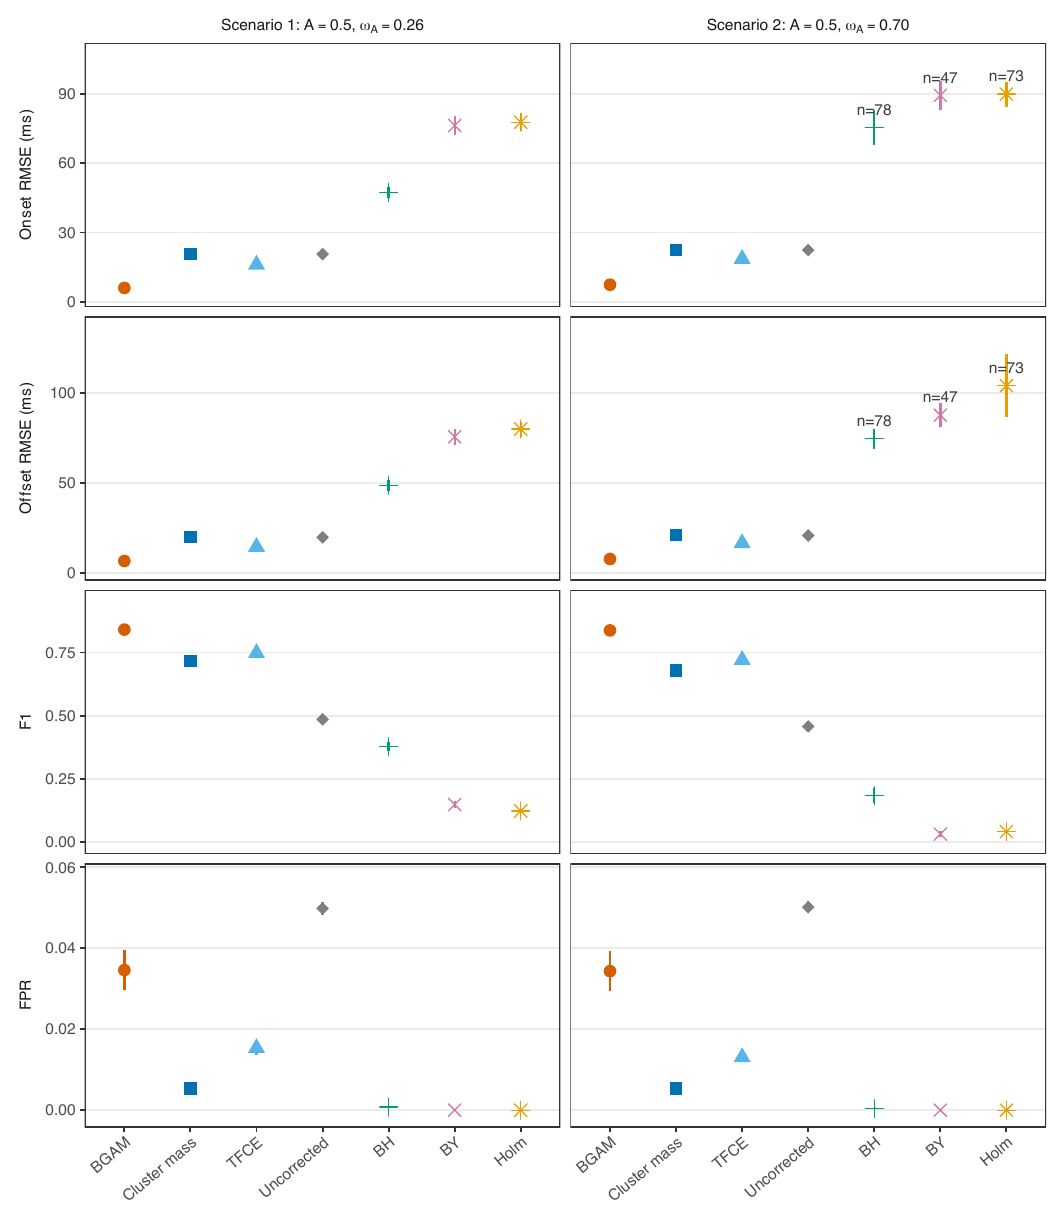 Scenario 1: A = 0.5, ωA = 0.26
Scenario 2: A = 0.5, ωA = 0.70
Onset RMSE (ms)
90
60
30
0
n=78
n=47
n=73
Offset RMSE (ms)
100
50
0
n=78
n=47
n=73
F1
0.75
0.50
0.25
0.00
FPR
0.06
0.04
0.02
0.00
BGAM
Cluster mass
TFCE
Uncorrected
BH
BY
Holm
BGAM
Cluster mass
TFCE
Uncorrected
BH
BY
Holm